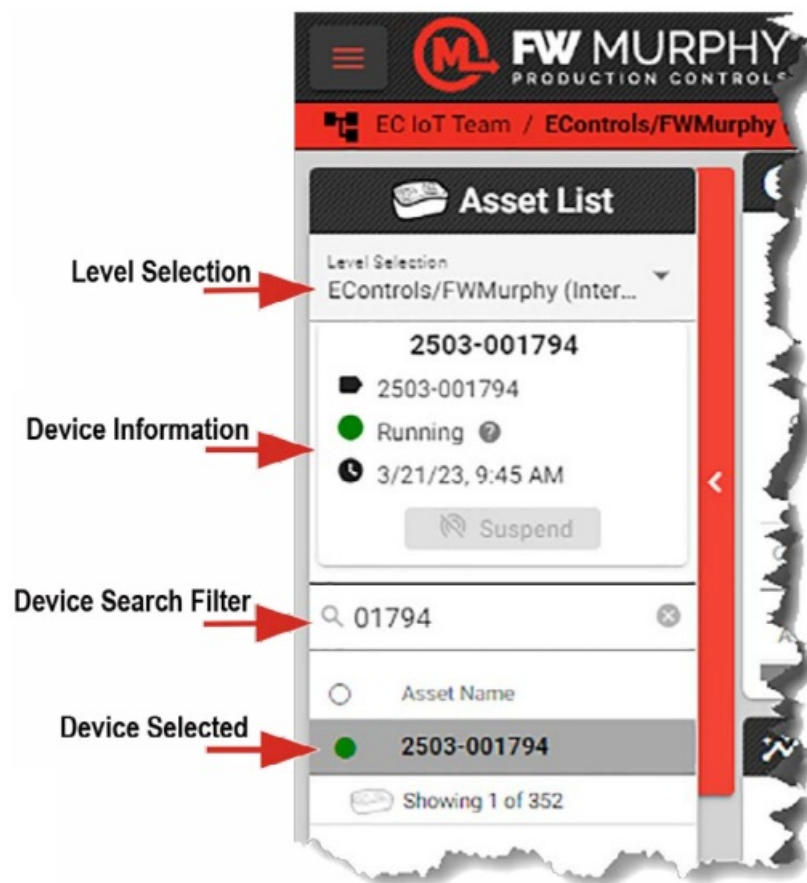 FW MURPHY
PRODUCTION CONTROLS
EC IoT Team / EControls/FWMurphy
Asset List
Level Selection
Level Selection
EControls/FWMurphy (Inter...
2503-001794
2503-001794
Device Information
Running
3/21/23, 9:45 AM
Suspend
Device Search Filter
01794
Asset Name
Device Selected
2503-001794
Showing 1 of 352